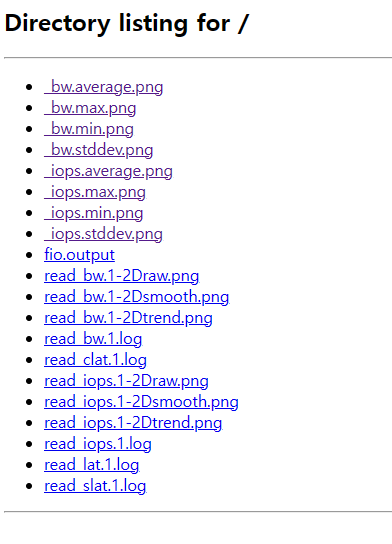 Directory listing for /
_bw.average.png
_bw.max.png
_bw.min.png
_bw.stddev.png
_iops.average.png
_iops.max.png
_iops.min.png
_iops.stddev.png
fio.output
read_bw.1-2Draw.png
read_bw.1-2Dsmooth.png
read_bw.1-2Dtrend.png
read_bw.1.log
read_clat.1.log
read_iops.1-2Draw.png
read_iops.1-2Dsmooth.png
read_iops.1-2Dtrend.png
read_iops.1.log
read_lat.1.log
read_slat.1.log